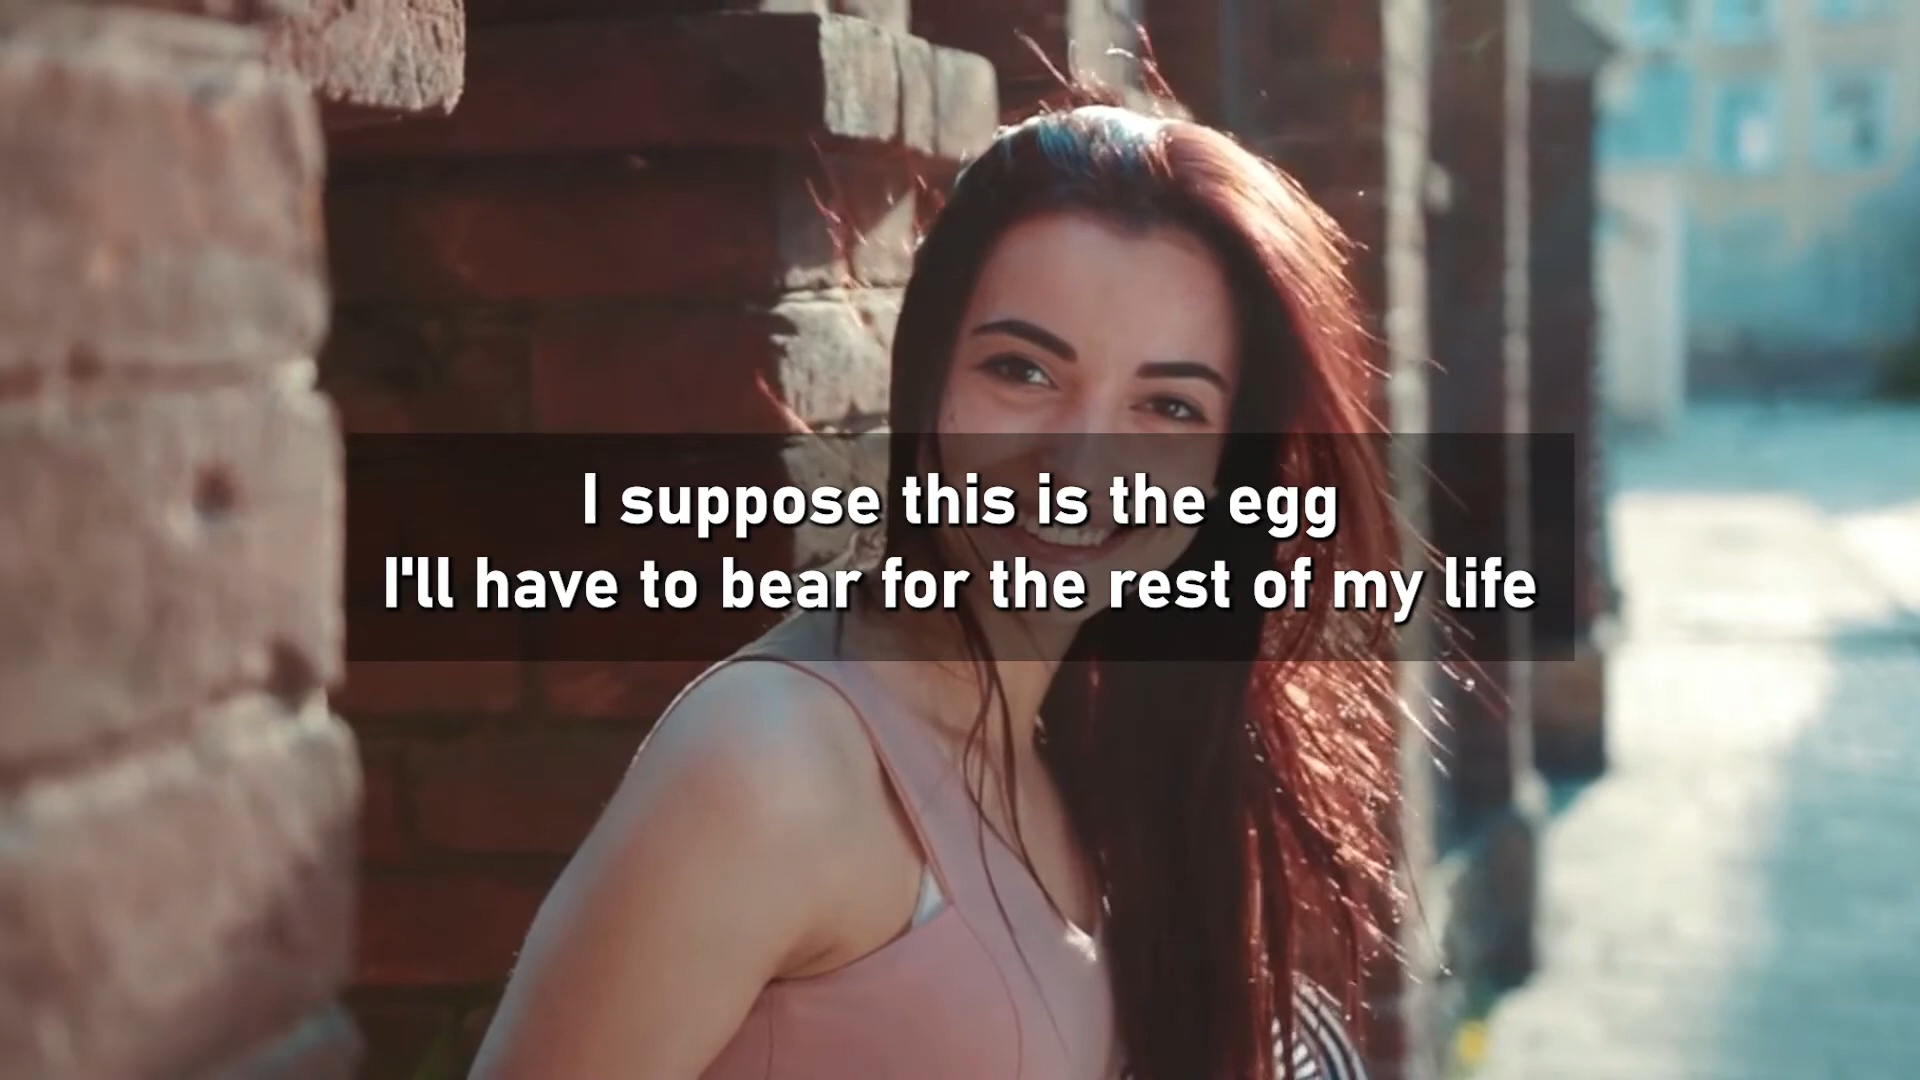 I suppose this is the egg
I'll have to bear for the rest of my life